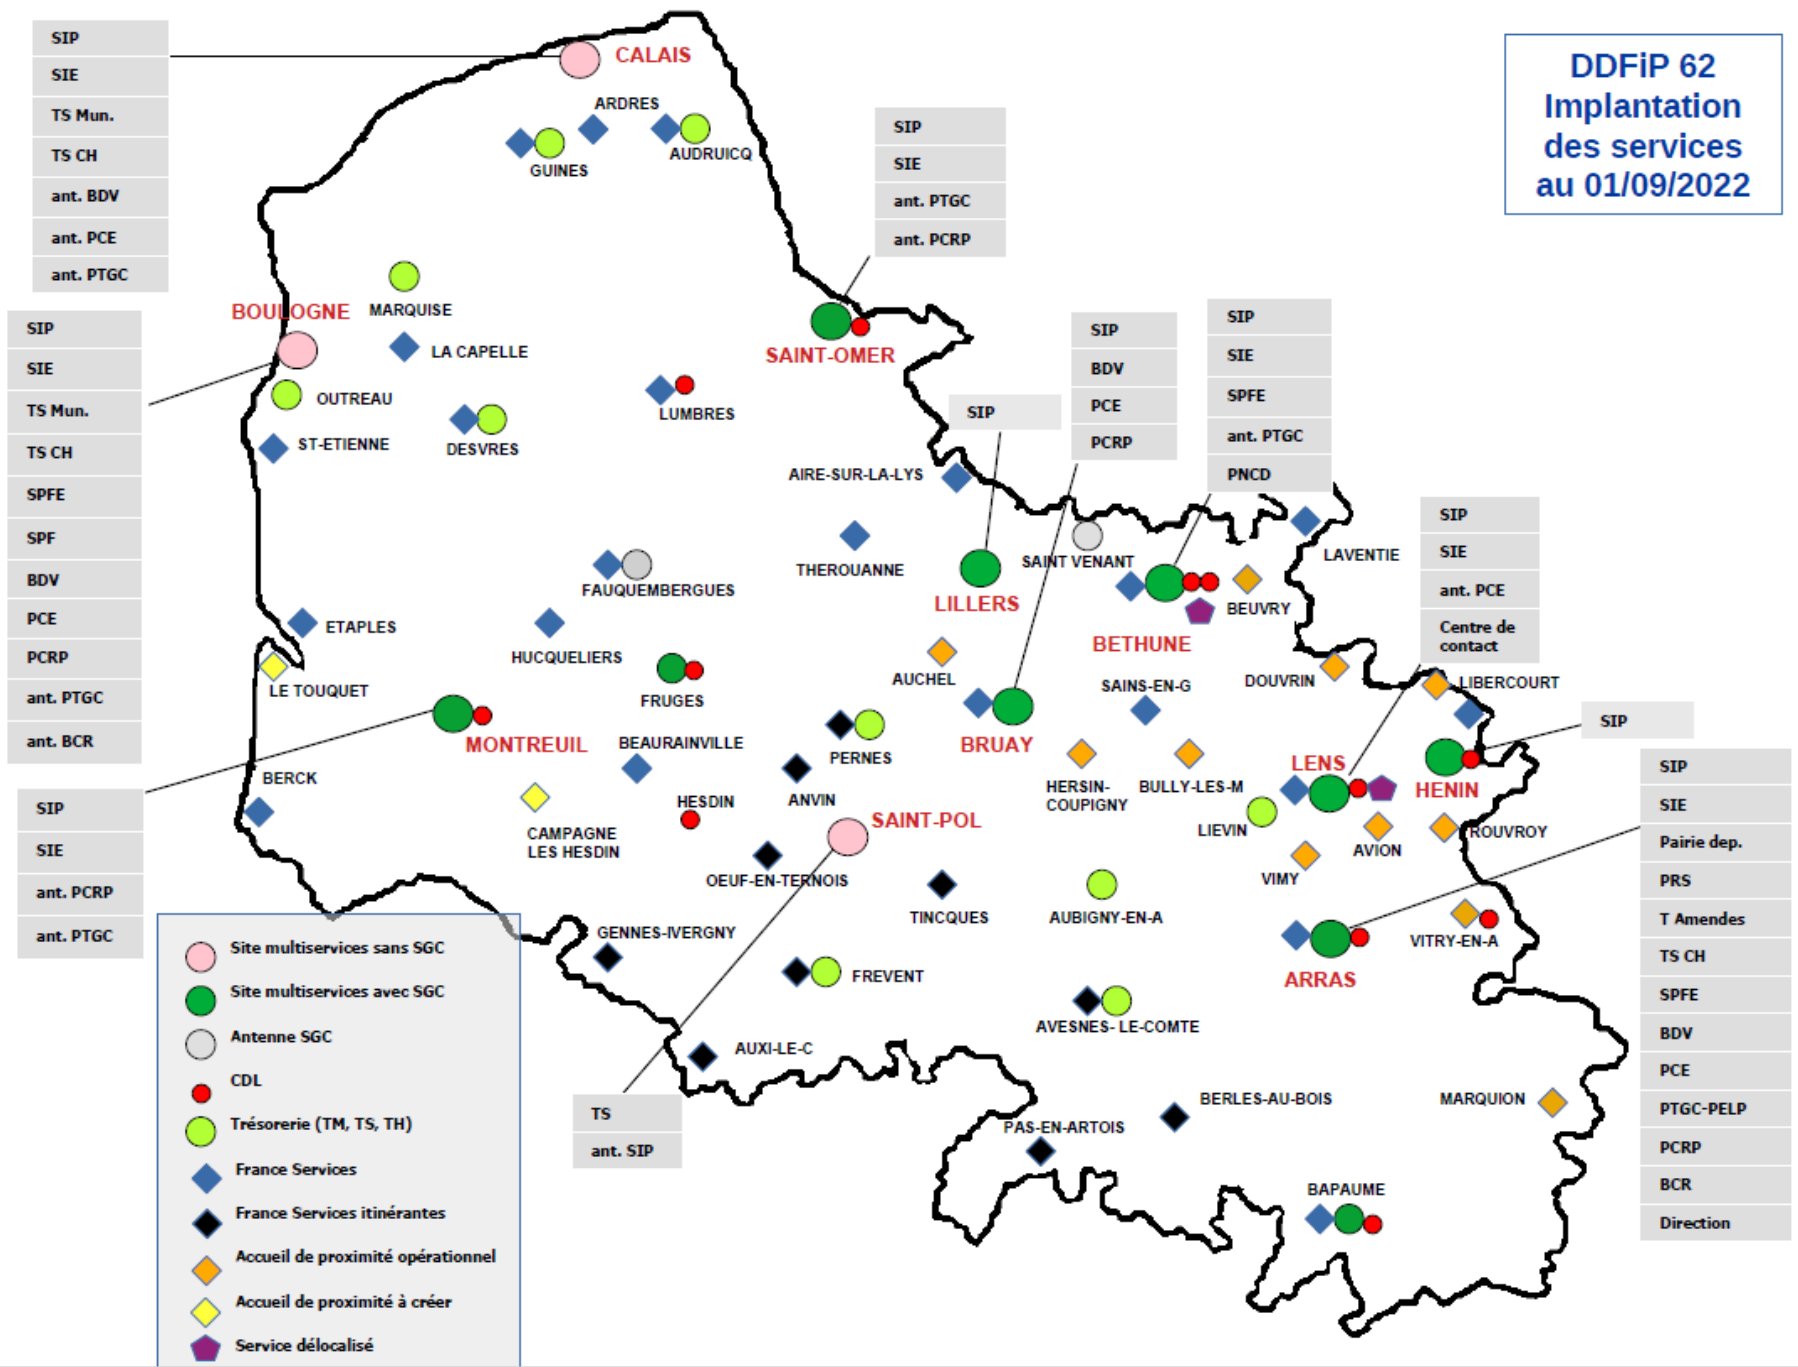 DDFiP 62
Implantation
des services
au 01/09/2022
SIP
SIE
TS Mun.
TS CH
ant. BDV
ant. PCE
ant. PTGC
CALAIS
ARDRES
AUDRUICQ
GUINES
SIP
SIE
ant. PTGC
ant. PCRP
BOULOGNE
MARQUISE
LA CAPELLE
SAINT-OMER
SIP
SIE
TS Mun.
TS CH
SPFE
SPF
BDV
PCE
PCRP
ant. PTGC
ant. BCR
OUTREAU
ST-ETIENNE
DESVRES
LUMBRES
SIP
SIP
BDV
PCE
PCRP
SIP
SIE
SPFE
ant. PTGC
PNCD
AIRE-SUR-LA-LYS
THEROUANNE
SAINT VENANT
LAVENTIE
SIP
SIE
ant. PCE
Centre de
contact
FAUQUEMBERGUES
LILLERS
BEUVRY
BETHUNE
ETAPLES
HUCQUELIERS
LE TOUQUET
FRUGES
AUCHEL
SAINS-EN-G
DOUVRIN
LIBERCOURT
SIP
MONTREUIL
BEAURAINVILLE
PERNES
BRUAY
HERSIN-
COUPIGNY
BULLY-LES-M
LENS
HENIN
BERCK
SIP
SIE
ant. PCRP
ant. PTGC
CAMPAGNE
LES HESDIN
HESDIN
ANVIN
SAINT-POL
LIEVIN
AVION
ROUVROY
VIMY
OEUF-EN-TERNOIS
TINCQUES
AUBIGNY-EN-A
VITRY-EN-A
ARRAS
SIP
SIE
Pairie dep.
PRS
T Amendes
TS CH
SPFE
BDV
PCE
PTGC-PELP
PCRP
BCR
Direction
GENNES-IVERGNY
FREVENT
AVESNES- LE-COMTE
AUXI-LE-C
TS
ant. SIP
BERLES-AU-BOIS
PAS-EN-ARTOIS
MARQUION
BAPAUME
Site multiservices sans SGC
Site multiservices avec SGC
Antenne SGC
CDL
Trésorerie (TM, TS, TH)
France Services
France Services itinérantes
Accueil de proximité opérationnel
Accueil de proximité à créer
Service délocalisé